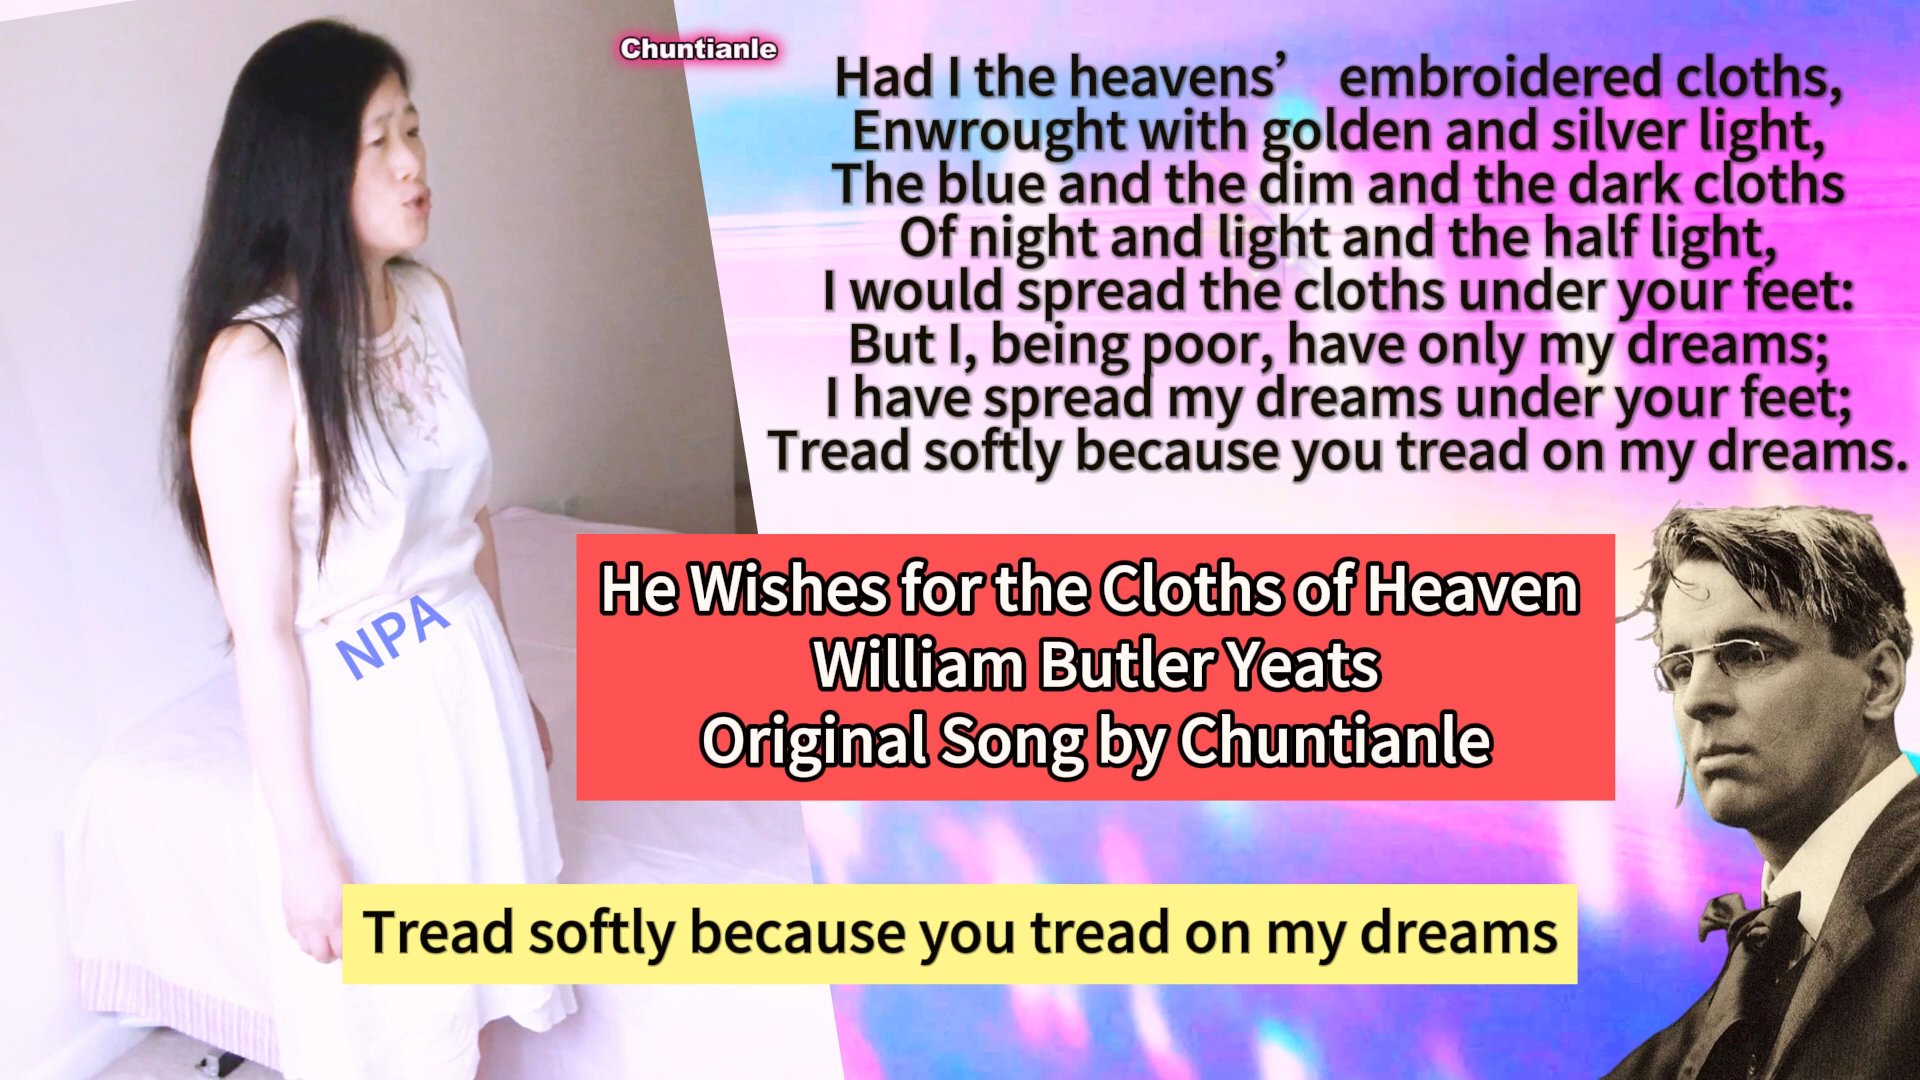 Chuntianle
Had I the heavens’ embroidered cloths,
Enwrought with golden and silver light,
The blue and the dim and the dark cloths
Of night and light and the half light,
I would spread the cloths under your feet:
But I, being poor, have only my dreams;
I have spread my dreams under your feet;
Tread softly because you tread on my dreams.
He Wishes for the Cloths of Heaven
William Butler Yeats
Original Song by Chuntianle
NPA
Tread softly because you tread on my dreams